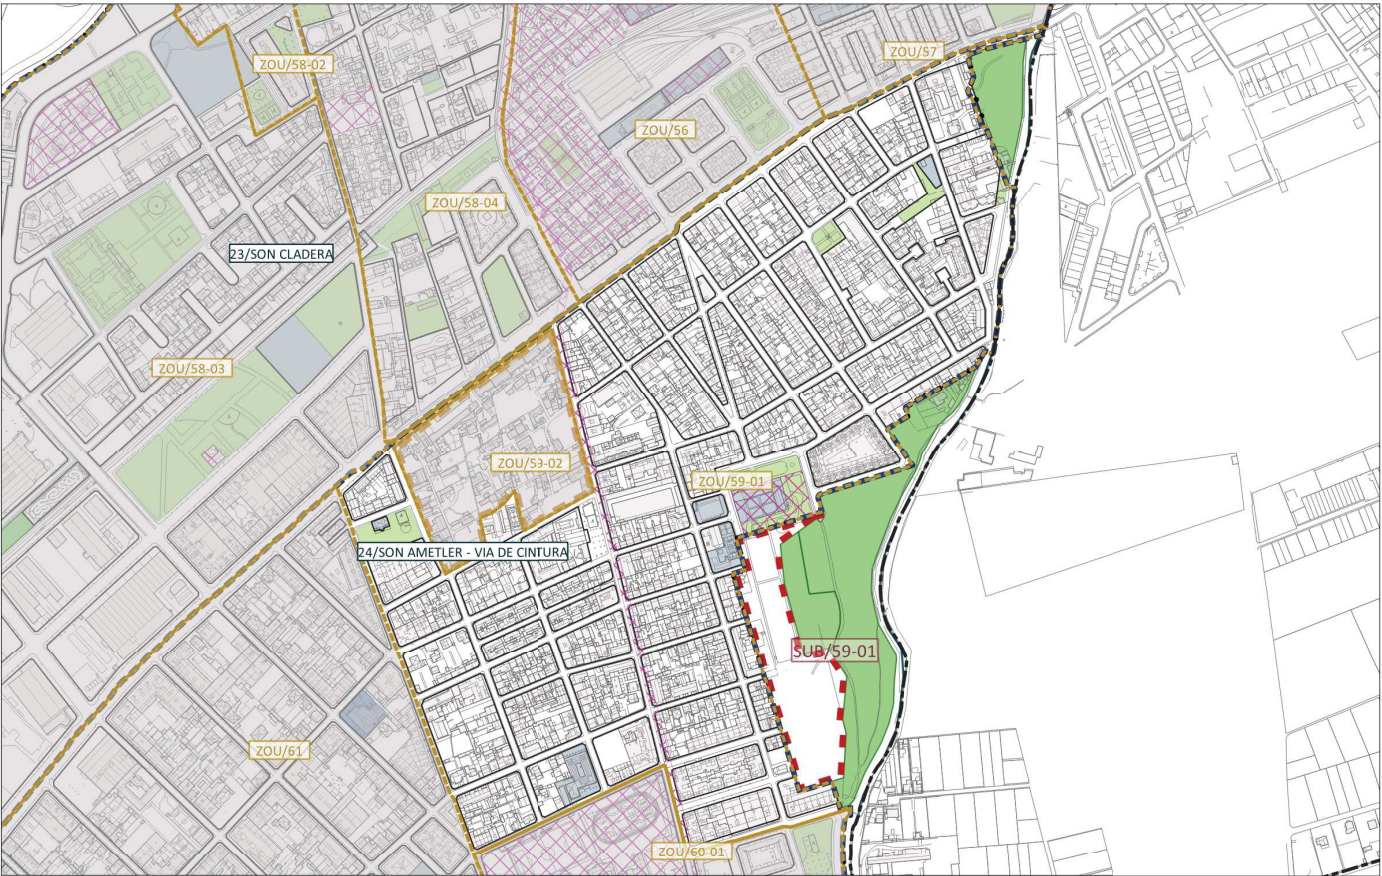 ZOU/57
ZOU/58-02
ZOU/56
ZOU/58-04
23/SON CLADERA
ZOU/58-03
ZOU/59-02
ZOU/59-01
24/SON AMETLER - VIA DE CINTURA
SUB/59-01
ZOU/61
ZOU/60-01